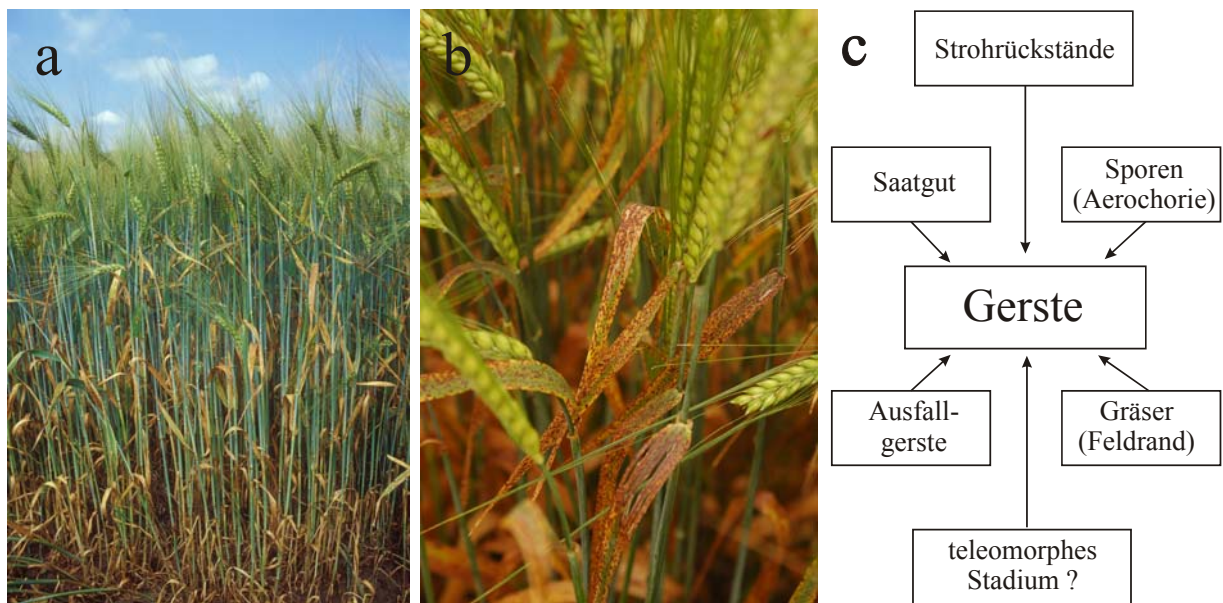 a
b
c
Strohrückstände
Saatgut
Sporen
(Aerochorie)
Gerste
Ausfall-
gerste
Gräser
(Feldrand)
teleomorphes
Stadium ?